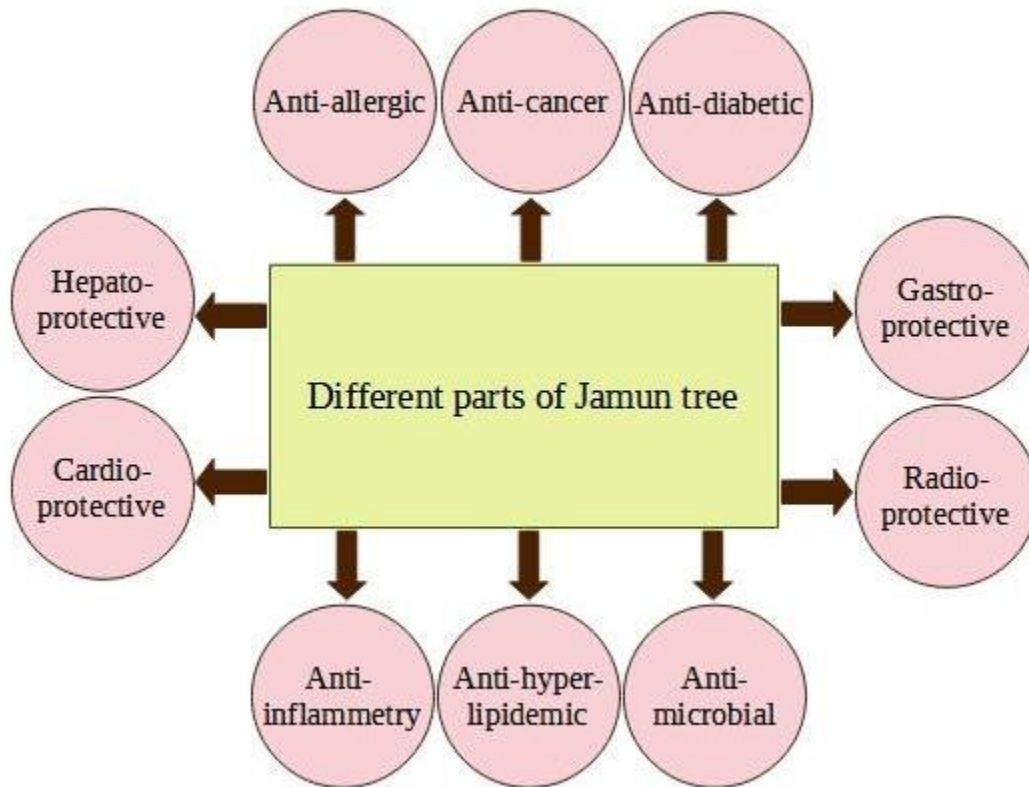 Anti-allergic
Anti-cancer
Anti-diabetic
Hepato-
protective
Gastro-
protective
Different parts of Jamun tree
Cardio-
protective
Radio-
protective
Anti-
inflammetry
Anti-hyper-
lipidemic
Anti-
microbial